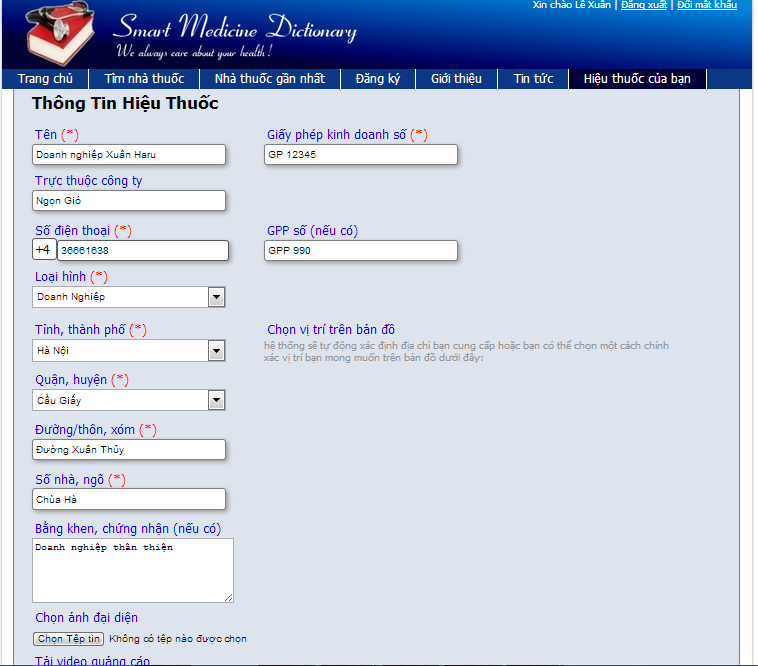 Xin chào Lê Xuân | Đăng xuất | Đổi mật khẩu
Smart Medicine Dictionary
We always care about your health !
Trang chủ Tìm nhà thuốc Nhà thuốc gần nhất Đăng ký Giới thiệu Tin tức Hiệu thuốc của bạn
Thông Tin Hiệu Thuốc
Tên (*) Giấy phép kinh doanh số (*)
Doanh nghiệp Xuân Haru GP 12345
Trực thuộc công ty
Ngọn Gió
Số điện thoại (*) GPP số (nếu có)
+4 36661638 GPP 990
Loại hình (*)
Doanh Nghiệp
Tỉnh, thành phố (*) Chọn vị trí trên bản đồ
Hà Nội hệ thống sẽ tự động xác định địa chỉ bạn cung cấp hoặc bạn có thể chọn một cách chính
xác vị trí bạn mong muốn trên bản đồ dưới đây:
Quận, huyện (*)
Cầu Giấy
Đường/thôn, xóm (*)
Đường Xuân Thủy
Số nhà, ngõ (*)
Chùa Hà
Bằng khen, chứng nhận (nếu có)
Doanh nghiệp thân thiện
Chọn ảnh đại diện
Chọn Tệp tin Không có tệp nào được chọn
Tải video quảng cáo